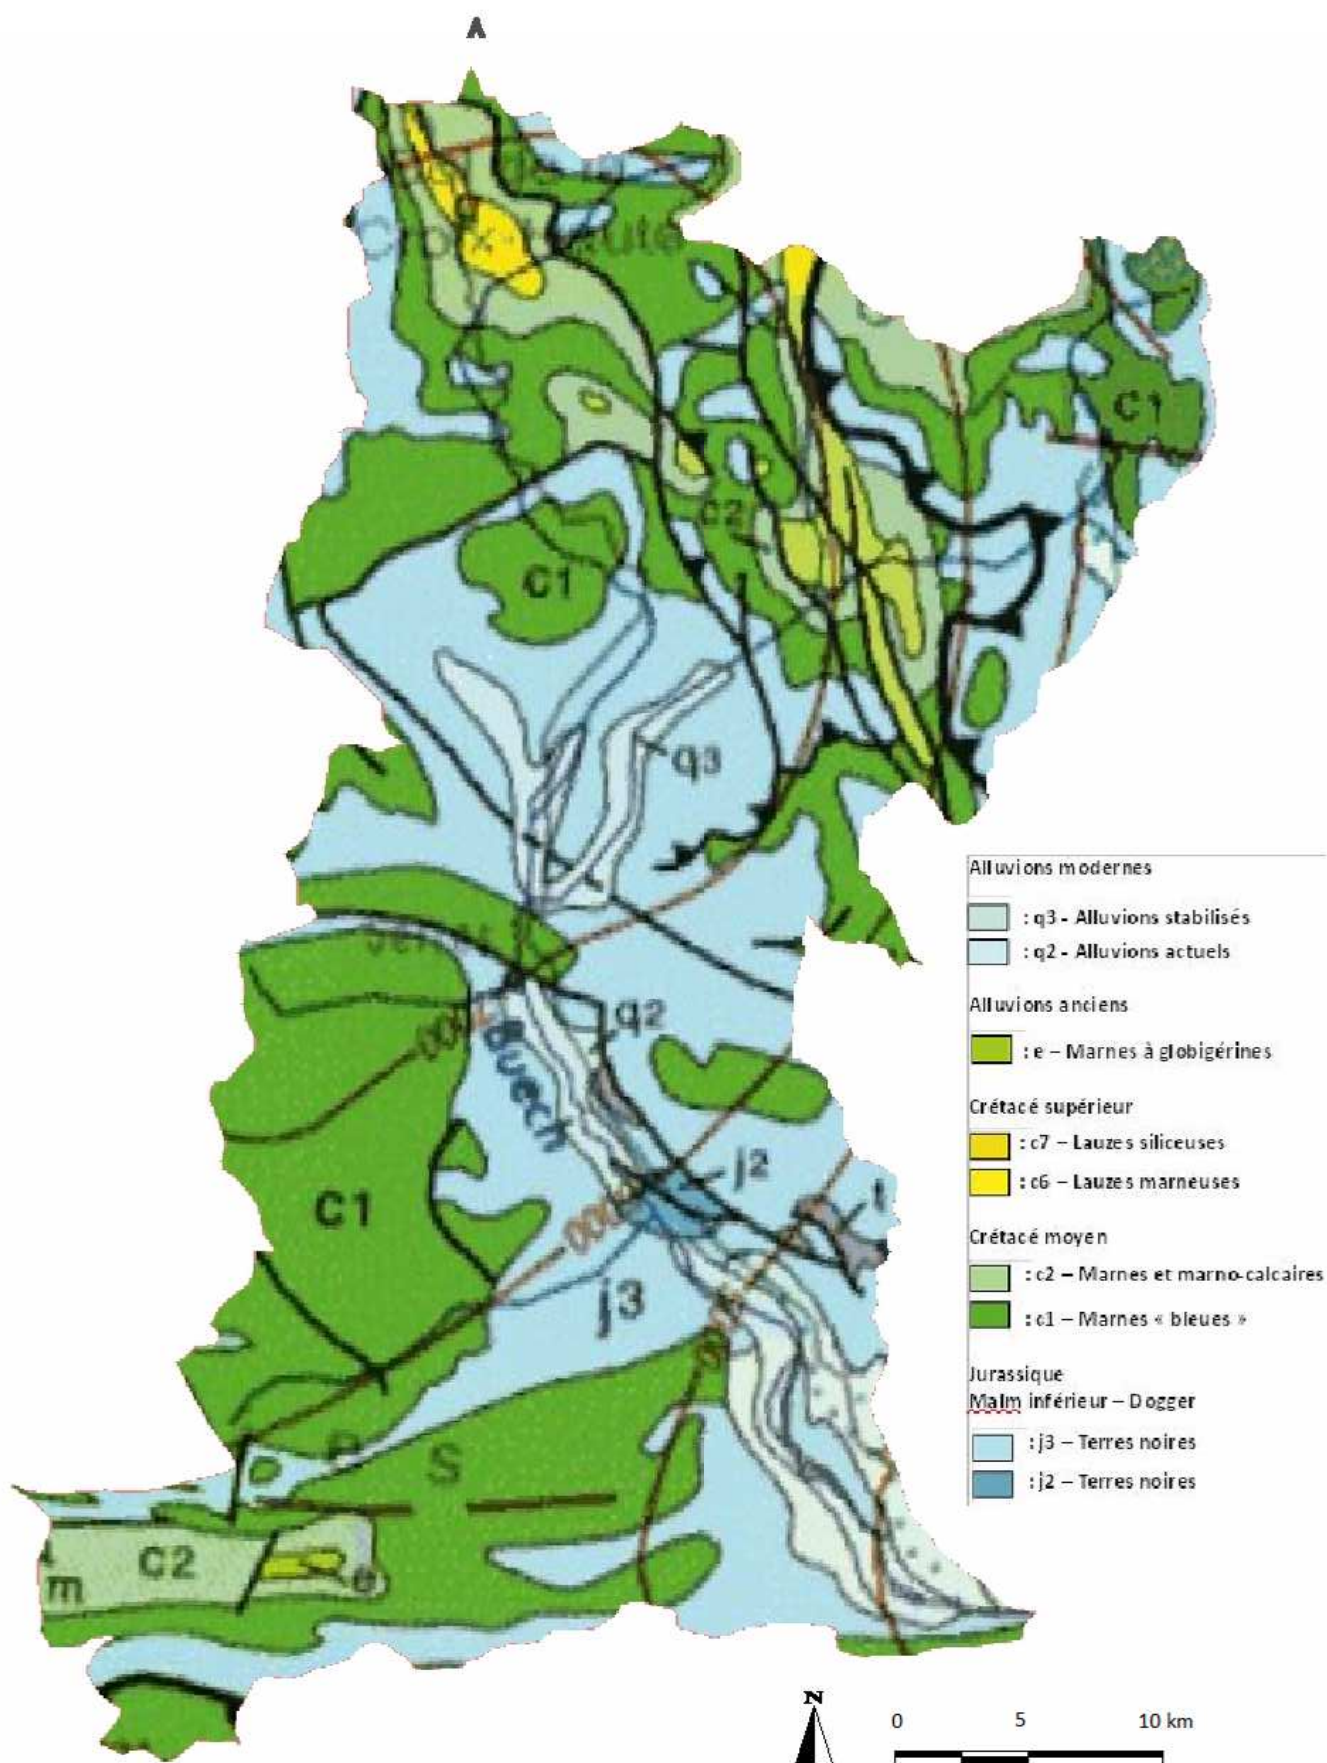 C1
C2
C1
q3
q2
Buech
j2
t
C1
j3
S
C2
e
m
Alluvions modernes
: q3 - Alluvions stabilisés
: q2 - Alluvions actuels
Alluvions anciens
: e – Marnes à globigérines
Crétacé supérieur
: c7 – Lauzes siliceuses
: c6 – Lauzes marneuses
Crétacé moyen
: c2 – Marnes et marno-calcaires
: c1 – Marnes « bleues »
Jurassique
Malm inférieur – Dogger
: j3 – Terres noires
: j2 – Terres noires
N
0 5 10 km